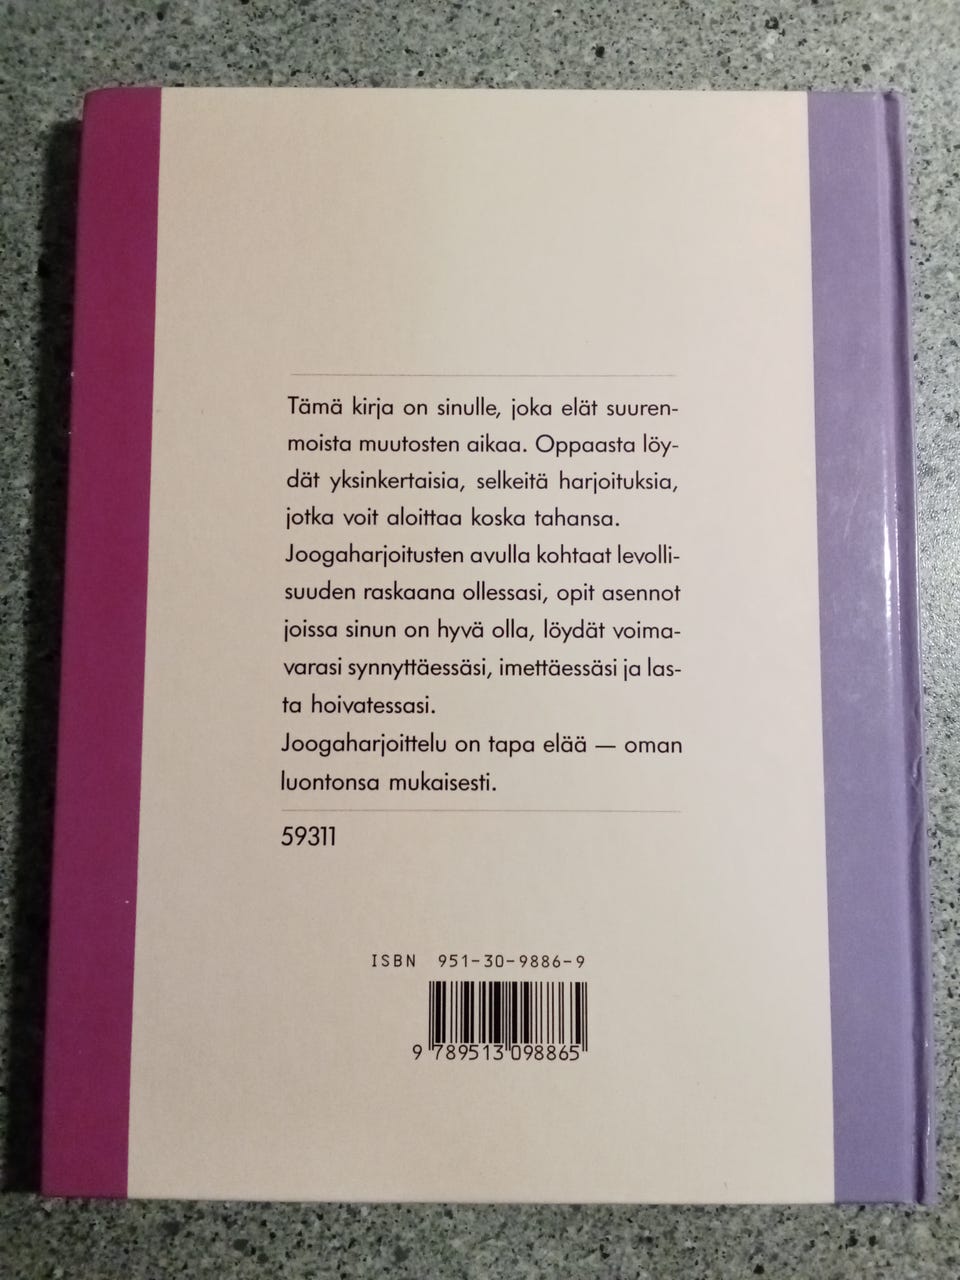 Tämä kirja on sinulle, joka elät suuren-
moista muutosten aikaa. Oppaasta löy-
dät yksinkertaisia, selkeitä harjoituksia,
jotka voit aloittaa koska tahansa.
Joogaharjoitusten avulla kohtaat levolli-
suuden raskaana ollessasi, opit asennot
joissa sinun on hyvä olla, löydät voima-
varasi synnyttäessäsi, imettäessäsi ja las-
ta hoivatessasi.
Joogaharjoittelu on tapa elää — oman
luontonsa mukaisesti.
59311
ISBN 951-30-9886-9
9 789513 098865